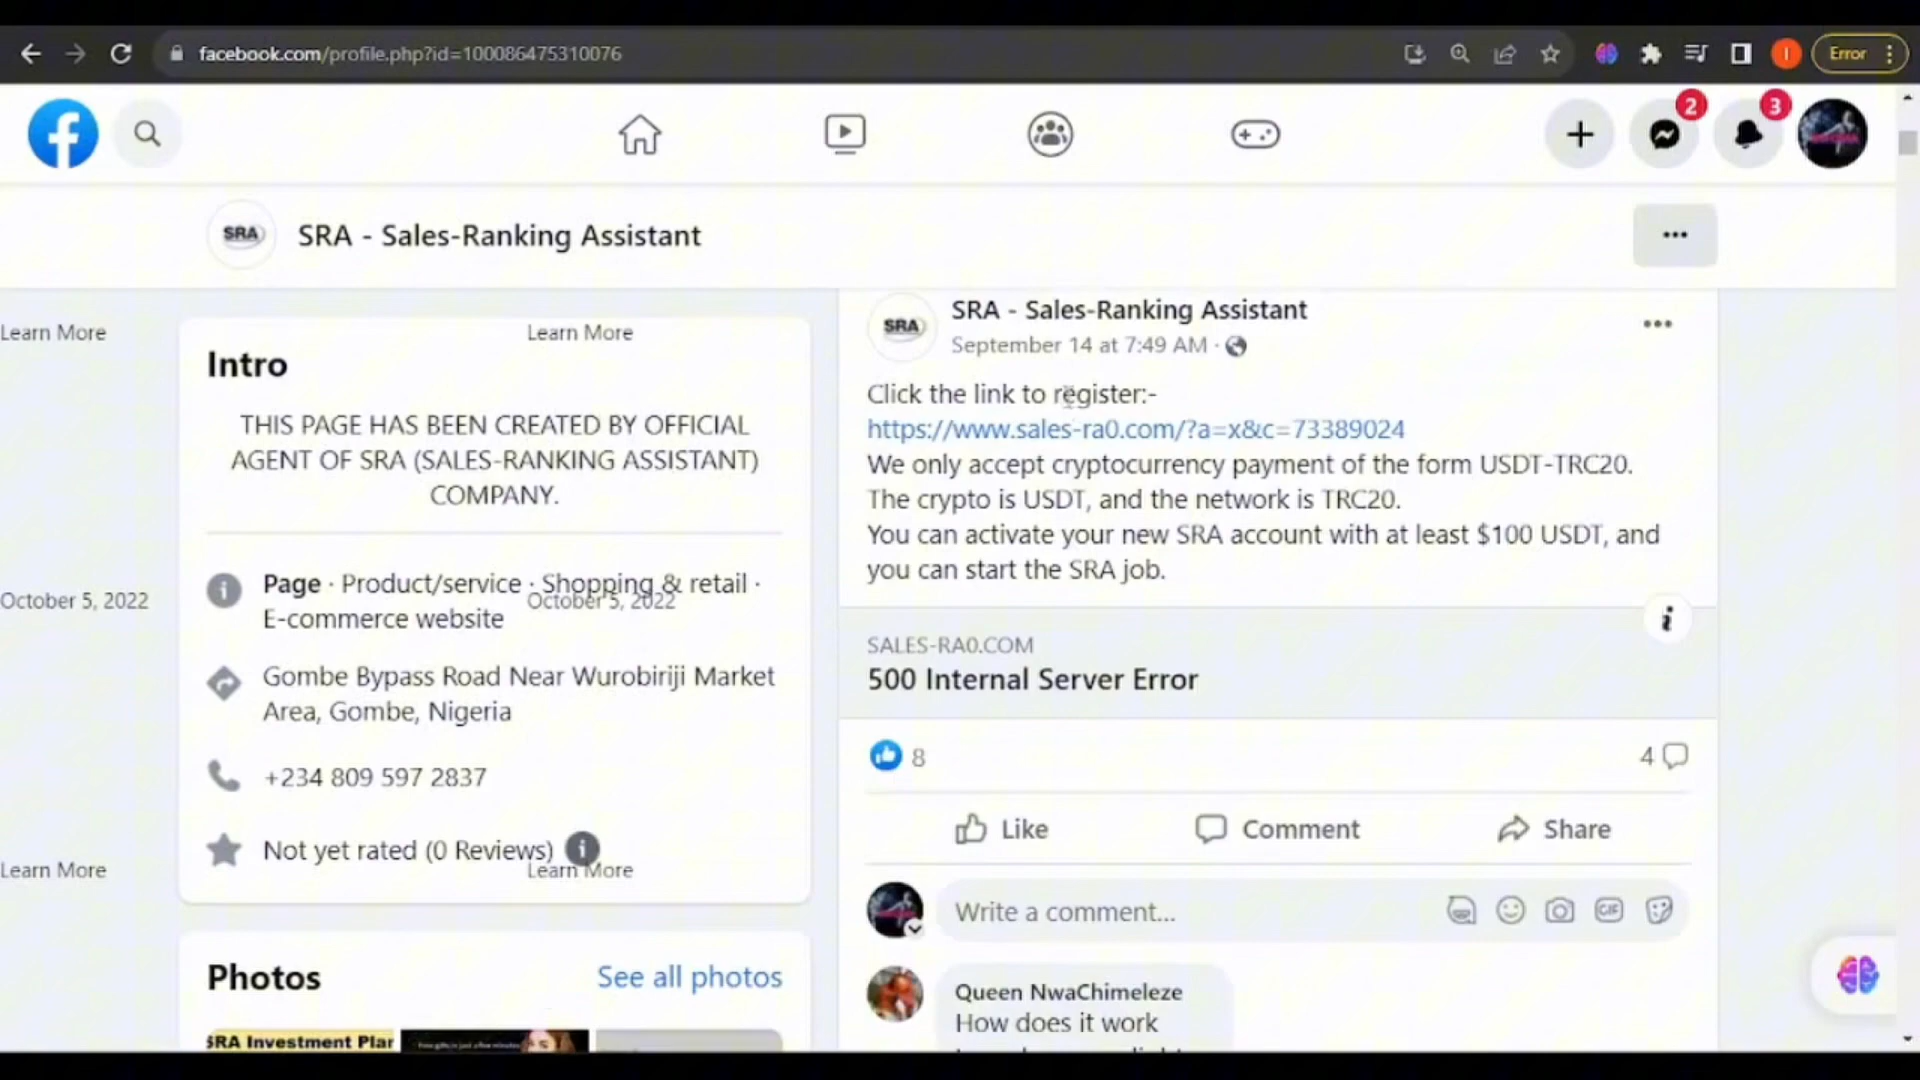 facebook.com/profile.php?id=100086475310076
Error
2
3
SRA
SRA - Sales-Ranking Assistant
Learn More
Learn More
Intro
THIS PAGE HAS BEEN CREATED BY OFFICIAL
AGENT OF SRA (SALES-RANKING ASSISTANT)
COMPANY.
Page · Product/service · Shopping & retail ·
E-commerce website
October 5, 2022
October 5, 2022
Gombe Bypass Road Near Wurobiriji Market
Area, Gombe, Nigeria
+234 809 597 2837
Not yet rated (0 Reviews)
Learn More
Learn More
Photos
See all photos
SRA Investment Plan
SRA
SRA - Sales-Ranking Assistant
September 14 at 7:49 AM ·
Click the link to register:-
https://www.sales-ra0.com/?a=x&c=73389024
We only accept cryptocurrency payment of the form USDT-TRC20.
The crypto is USDT, and the network is TRC20.
You can activate your new SRA account with at least $100 USDT, and
you can start the SRA job.
SALES-RA0.COM
500 Internal Server Error
8
4
Like
Comment
Share
Write a comment...
GIF
Queen NwaChimeleze
How does it work